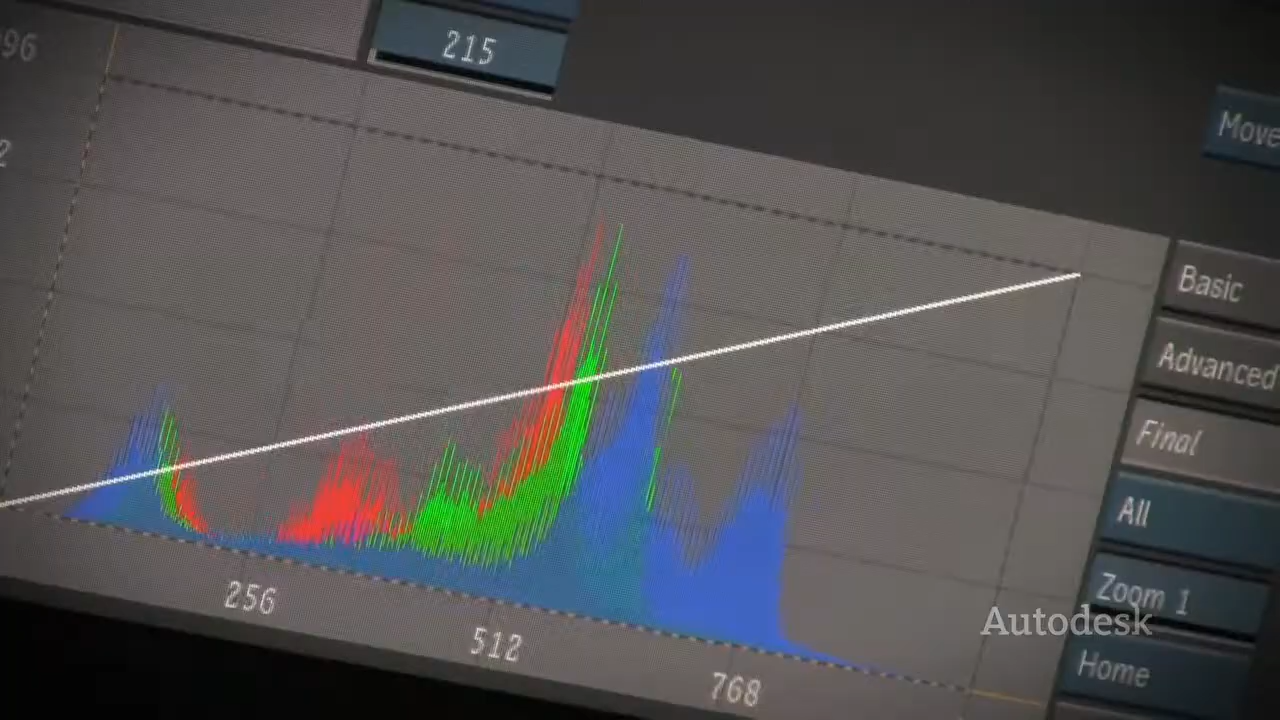 96
215
Move
2
Basic
Advanced
Final
All
256
Zoom 1
Autodesk
512
Home
768